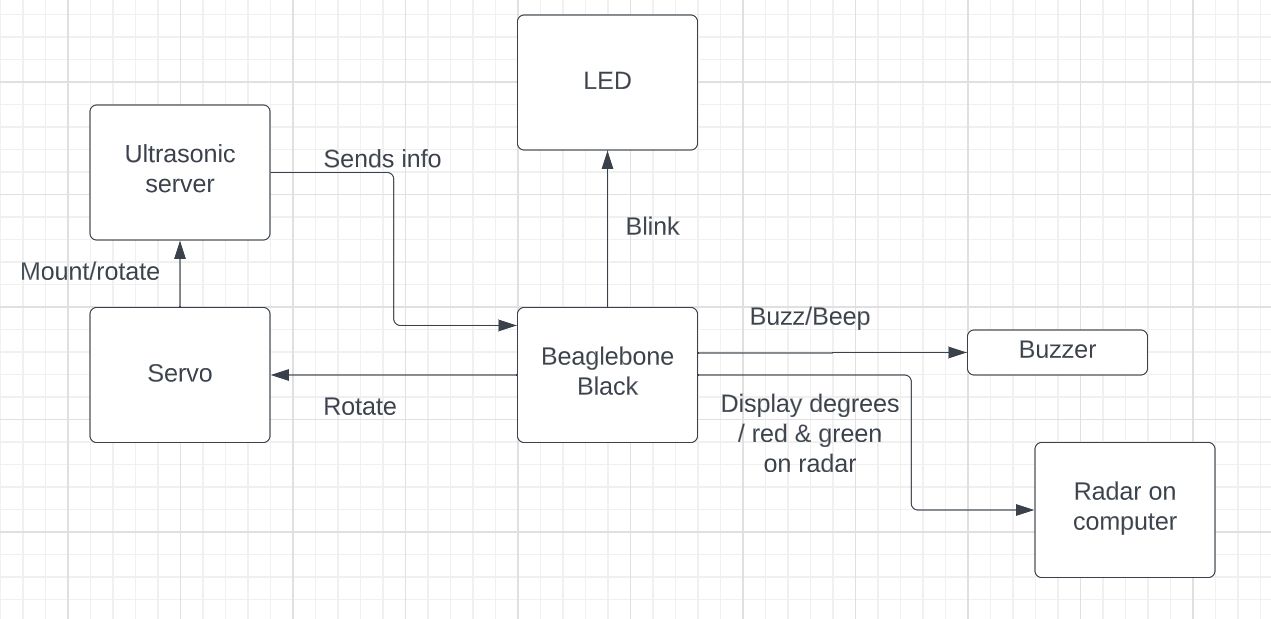 LED
Ultrasonic
server
Sends info
Blink
Mount/rotate
Servo
Rotate
Beaglebone
Black
Buzz/Beep
Buzzer
Display degrees
/ red & green
on radar
Radar on
computer